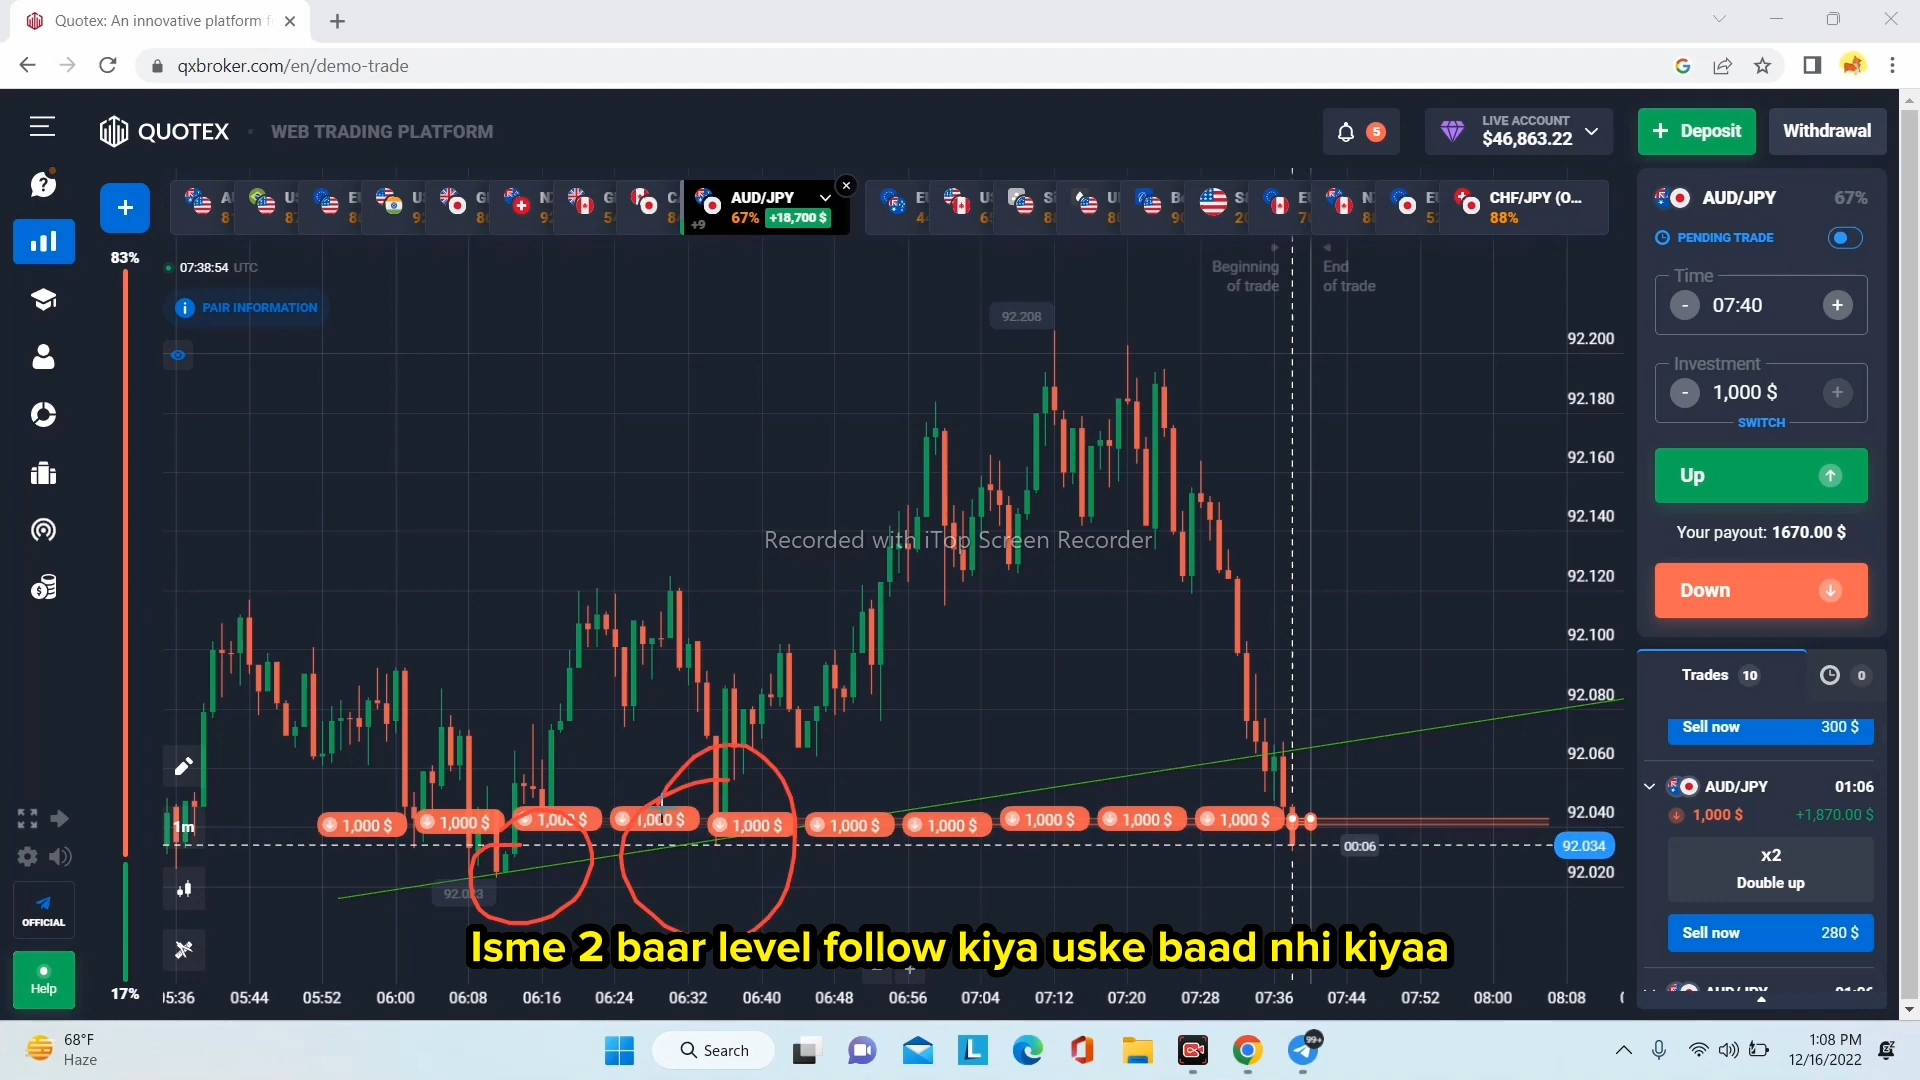 Quotex: An innovative platform f
qxbroker.com/en/demo-trade
QUOTEX
WEB TRADING PLATFORM
5
LIVE ACCOUNT
$46,863.22
+ Deposit
Withdrawal
AUD/JPY
67%
+18,700 $
+9
CHF/JPY (O...
88%
83%
07:38:54 UTC
PAIR INFORMATION
Beginning
of trade
End
of trade
92.208
92.200
92.180
92.160
92.140
92.120
92.100
92.080
92.060
92.040
92.034
92.020
Recorded with iTop Screen Recorder
1m
1,000 $
1,000 $
1,000 $
1,000 $
1,000 $
1,000 $
1,000 $
1,000 $
1,000 $
1,000 $
00:06
Isme 2 baar level follow kiya uske baad nhi kiyaa
OFFICIAL
Help
17%
05:44
05:52
06:00
06:08
06:16
06:24
06:32
06:40
06:48
06:56
07:04
07:12
07:20
07:28
07:36
07:44
07:52
08:00
08:08
AUD/JPY
67%
PENDING TRADE
Time
- 07:40 +
Investment
- 1,000 $ +
SWITCH
Up
Your payout: 1670.00 $
Down
Trades 10
0
Sell now 300 $
AUD/JPY 01:06
1,000 $ +1,870.00 $
x2
Double up
Sell now 280 $
68°F
Haze
Search
99+
1:08 PM
12/16/2022